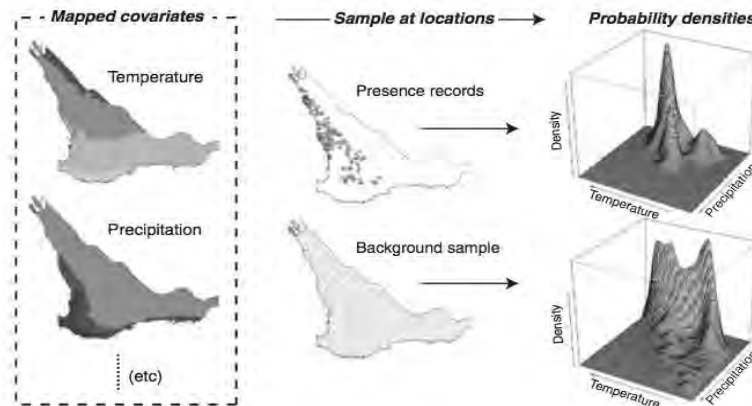 Mapped covariates
Sample at locations
Probability densities
Temperature
Presence records
Density
Temperature
Precipitation
Precipitation
Background sample
Density
Temperature
Precipitation
(etc)